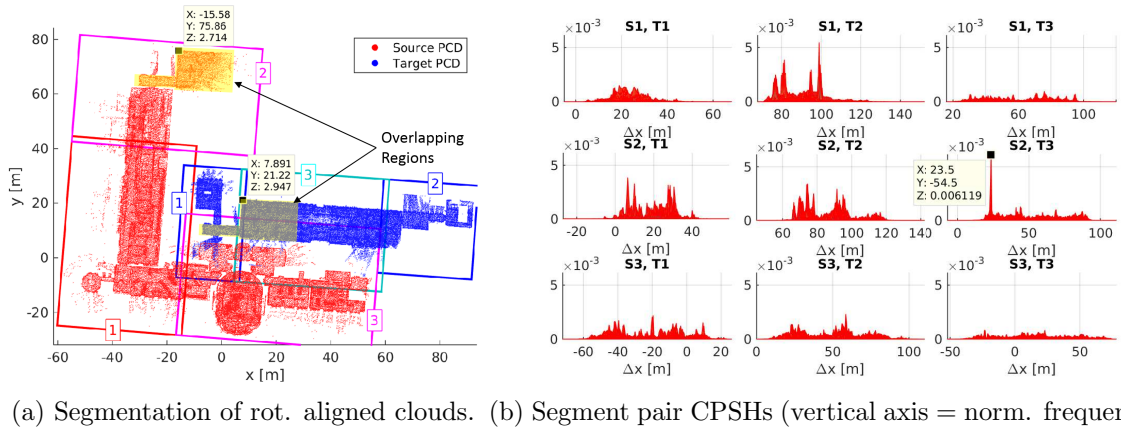 X: -15.58
Y: 75.86
Z: 2.714
Source PCD
Target PCD
Overlapping
Regions
X: 7.891
Y: 21.22
Z: 2.947
2
3
2
1
1
3
80
60
40
20
0
-20
y [m]
-60 -40 -20 0 20 40 60 80
x [m]
(a) Segmentation of rot. aligned clouds.
×10⁻³ ×10⁻³ ×10⁻³
S1, T1 S1, T2 S1, T3
5 5 5
0 0 0
0 20 40 60 100 150 20 40 60 80 100 120
Δx [m] Δx [m] Δx [m]
×10⁻³ ×10⁻³
S2, T1 S2, T2 S2, T3
5 5
X: 23.5
Y: -54.5
Z: 0.006119
0 0 0
-20 0 20 40 60 40 60 80 100 120 140 0 50 100
Δx [m] Δx [m] Δx [m]
×10⁻³ ×10⁻³ ×10⁻³
S3, T1 S3, T2 S3, T3
5 5 5
0 0 0
-60 -40 -20 0 20 0 50 100 -50 0 50
Δx [m] Δx [m] Δx [m]
(b) Segment pair CPSHs (vertical axis = norm. frequen